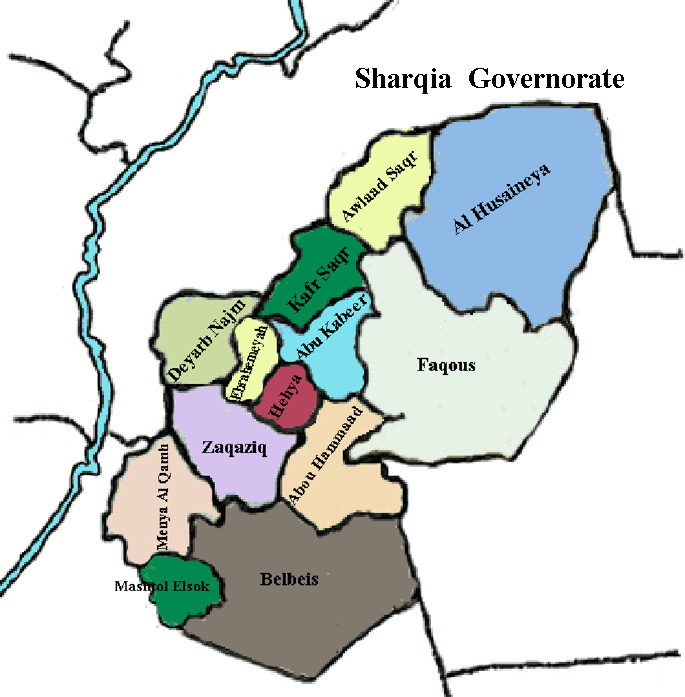 Sharqia Governorate
Awlaad Saqr
Al Husaineya
Kafr Saqr
Deyarb Najm
Ebrahemeyah
Abu Kabeer
Faqous
Hehya
Zaqaziq
Abou Hammaad
Menya Al Qamh
Mashtol Elsok
Belbeis